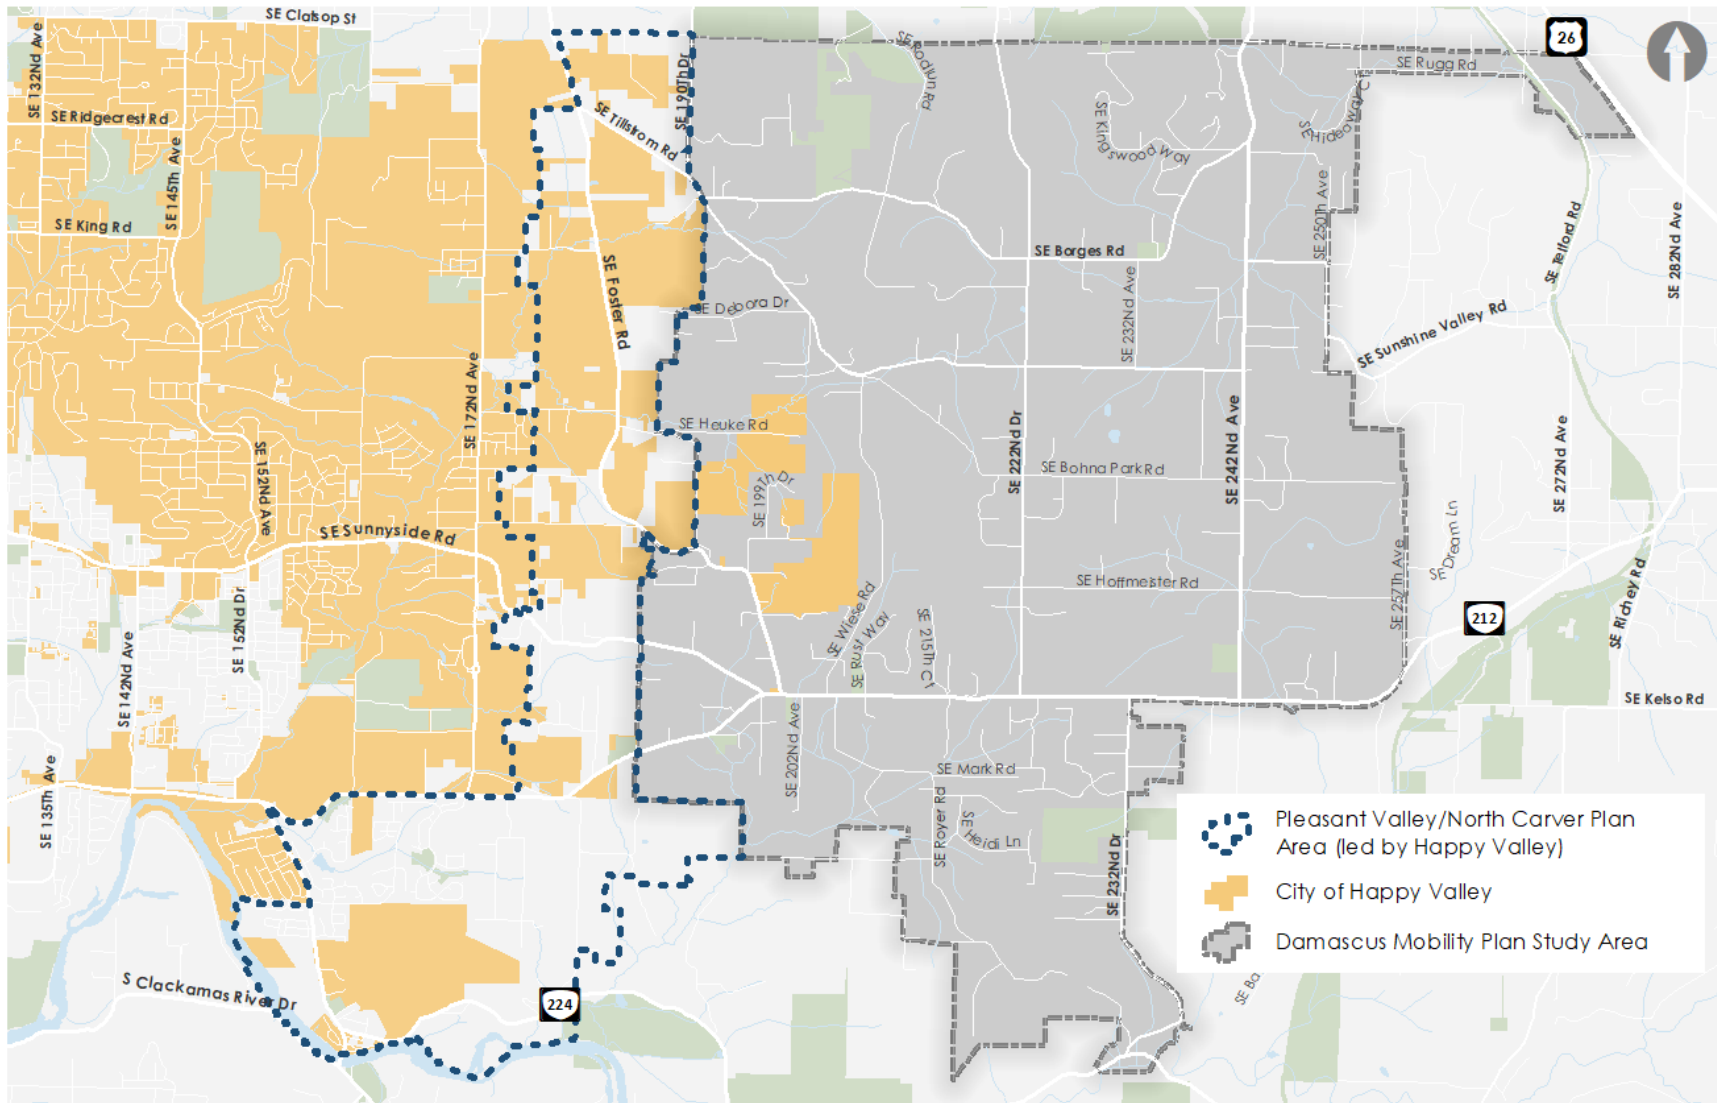 SE Clatsop St
26
SE 132Nd Ave
SE 190Th Dr
SE Rodlun Rd
SE Rugg Rd
SE Ridgecrest Rd
SE Tillstrom Rd
SE Kingswood Way
SE Hideaway Ct
SE 145Th Ave
SE King Rd
SE Foster Rd
SE Borges Rd
SE 250Th Ave
SE Telford Rd
SE 282Nd Ave
SE Debora Dr
SE 232Nd Ave
SE Sunshine Valley Rd
SE 172Nd Ave
SE Heuke Rd
SE 222Nd Dr
SE 242Nd Ave
SE 272Nd Ave
SE 152Nd Ave
SE 199Th Dr
SE Bohna Park Rd
SE Sunnyside Rd
SE Dream Ln
SE Hoffmeister Rd
SE 257Th Ave
SE 152Nd Dr
SE 142Nd Ave
SE Wiese Rd
SE Rust Way
SE 215Th Ct
212
SE Richey Rd
SE Kelso Rd
SE 202Nd Ave
SE Mark Rd
SE 135Th Ave
SE Royer Rd
SE Heidi Ln
SE 232Nd Dr
S Clackamas River Dr
224
SE Ba
Pleasant Valley/North Carver Plan
Area (led by Happy Valley)
City of Happy Valley
Damascus Mobility Plan Study Area